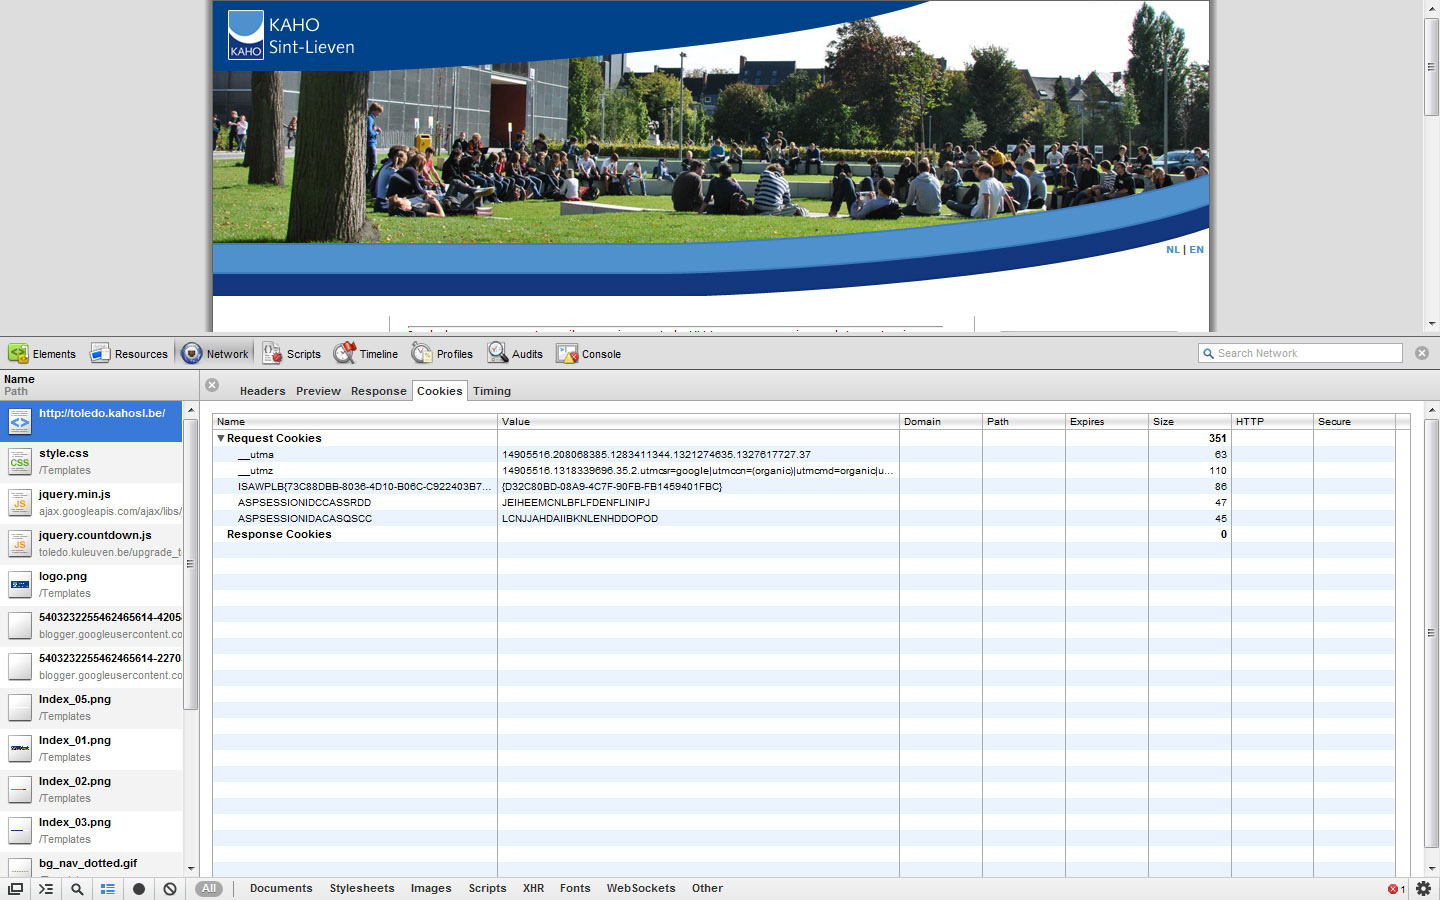 KAHO
Sint-Lieven
KAHO
NL | EN
Elements Resources Network Scripts Timeline Profiles Audits Console Search Network
Name
Path
Headers Preview Response Cookies Timing
http://toledo.kahosl.be/
style.css
/Templates
jquery.min.js
ajax.googleapis.com/ajax/libs/
jquery.countdown.js
toledo.kuleuven.be/upgrade_t
logo.png
/Templates
5403232255462465614-4205
blogger.googleusercontent.co
5403232255462465614-2270
blogger.googleusercontent.co
Index_05.png
/Templates
Index_01.png
/Templates
Index_02.png
/Templates
Index_03.png
/Templates
bg_nav_dotted.gif
Name Value Domain Path Expires Size HTTP Secure
Request Cookies 351
__utma 14905516.208068385.1283411344.1321274635.1327617727.37 63
__utmz 14905516.1318339696.35.2.utmcsr=google|utmccn=(organic)|utmcmd=organic|u... 110
ISAWPLB{73C88DBB-8036-4D10-B06C-C922403B7... {D32C80BD-08A9-4C7F-90FB-FB1459401FBC} 86
ASPSESSIONIDCCASSRDD JEIHEEMCNLBFLFDENFLINIPJ 47
ASPSESSIONIDACASQSCC LCNJJAHDAIIBKNLENHDDOPOD 45
Response Cookies 0
All Documents Stylesheets Images Scripts XHR Fonts WebSockets Other 1